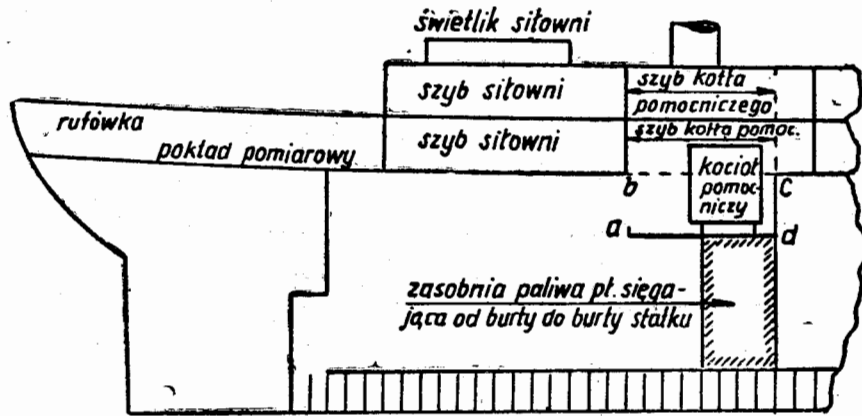 świetlik siłowni
szyb siłowni
szyb kotła
pomocniczego
rufówka
szyb siłowni
szyb kotła pomoc.
pokład pomiarowy
kocioł
pomoc-
niczy
b
c
a
d
zasobnia paliwa pł. sięga-
jąca od burty do burty statku